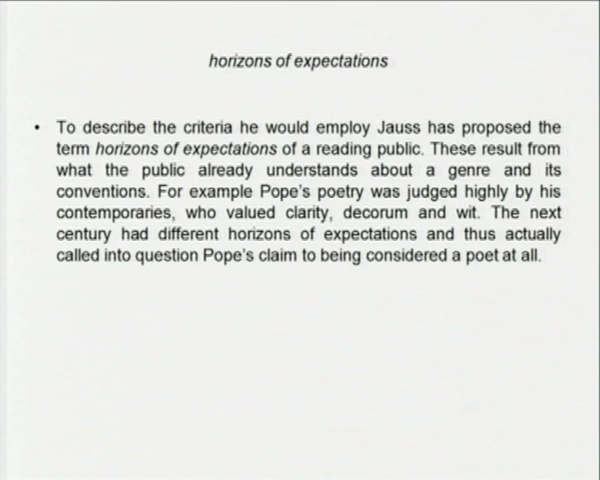 horizons of expectations
• To describe the criteria he would employ Jauss has proposed the
term horizons of expectations of a reading public. These result from
what the public already understands about a genre and its
conventions. For example Pope's poetry was judged highly by his
contemporaries, who valued clarity, decorum and wit. The next
century had different horizons of expectations and thus actually
called into question Pope's claim to being considered a poet at all.